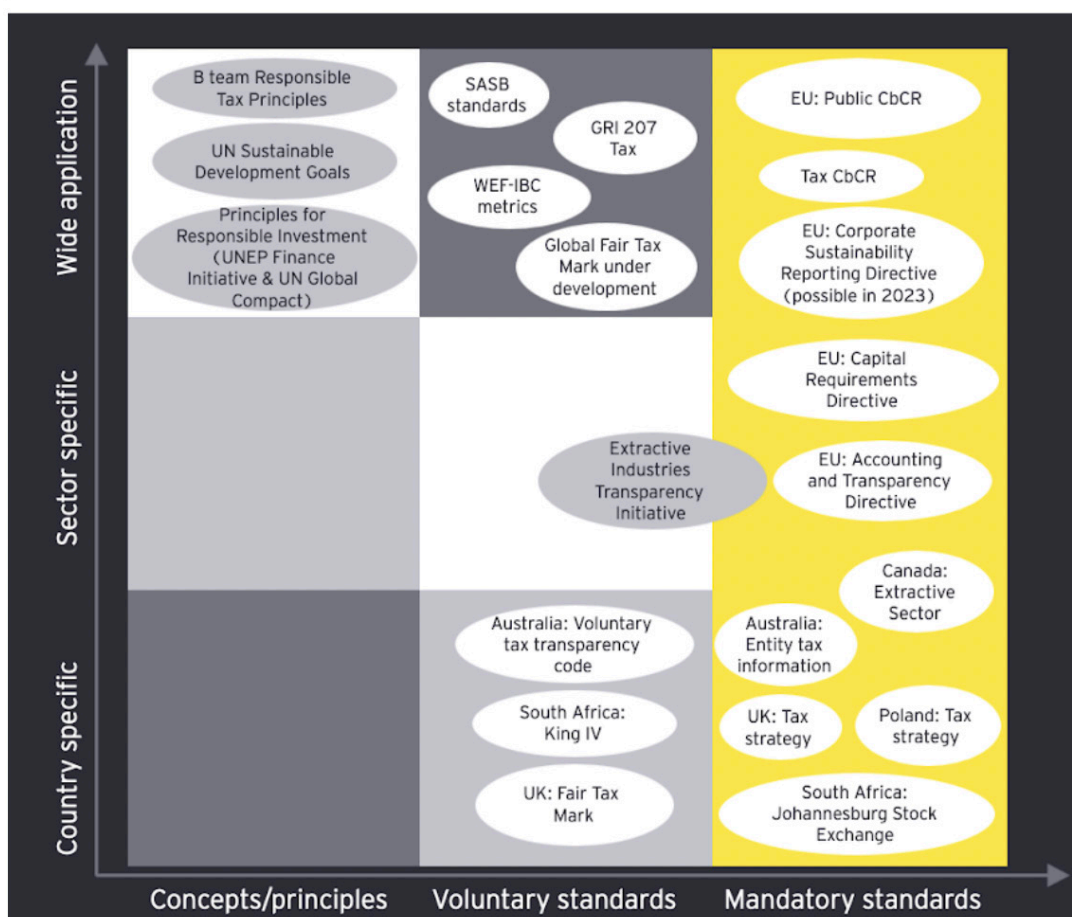 Wide application
B team Responsible
Tax Principles
UN Sustainable
Development Goals
Principles for
Responsible Investment
(UNEP Finance
Initiative & UN Global
Compact)
SASB
standards
GRI 207
Tax
WEF-IBC
metrics
Global Fair Tax
Mark under
development
EU: Public CbCR
Tax CbCR
EU: Corporate
Sustainability
Reporting Directive
(possible in 2023)
Sector specific
Extractive
Industries
Transparency
Initiative
EU: Capital
Requirements
Directive
EU: Accounting
and Transparency
Directive
Canada:
Extractive
Sector
Country specific
Australia: Voluntary
tax transparency
code
South Africa:
King IV
UK: Fair Tax
Mark
Australia:
Entity tax
information
UK: Tax
strategy
Poland: Tax
strategy
South Africa:
Johannesburg Stock
Exchange
Concepts/principles
Voluntary standards
Mandatory standards